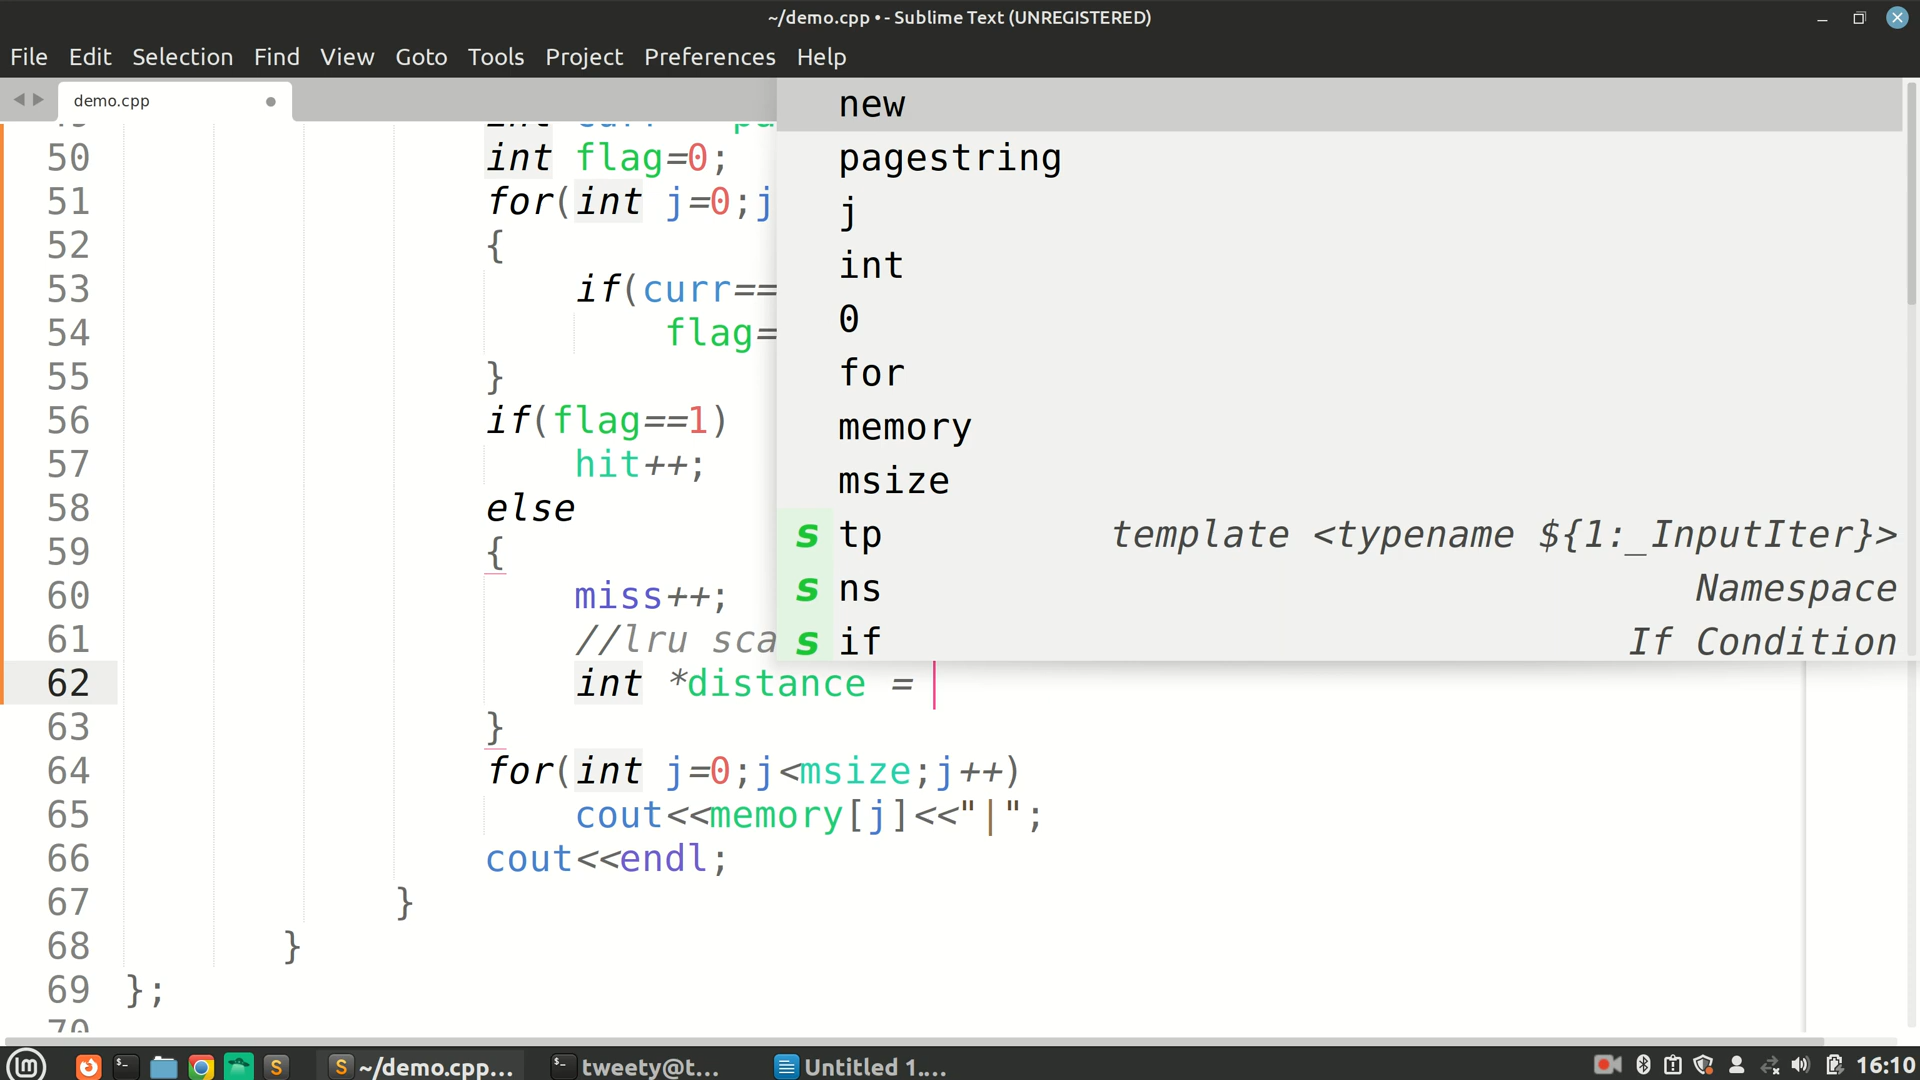 ~/demo.cpp • - Sublime Text (UNREGISTERED)
File Edit Selection Find View Goto Tools Project Preferences Help
demo.cpp
50 int flag=0;
51 for(int j=0;j
52 {
53 if(curr==
54 flag=
55 }
56 if(flag==1)
57 hit++;
58 else
59 {
60 miss++;
61 //lru sca
62 int *distance =
63 }
64 for(int j=0;j<msize;j++)
65 cout<<memory[j]<<"|";
66 cout<<endl;
67 }
68 }
69 };
70
new
pagestring
j
int
0
for
memory
msize
s tp template <typename ${1:_InputIter}>
s ns Namespace
s if If Condition
~/demo.cpp... tweety@t... Untitled 1.... 16:10